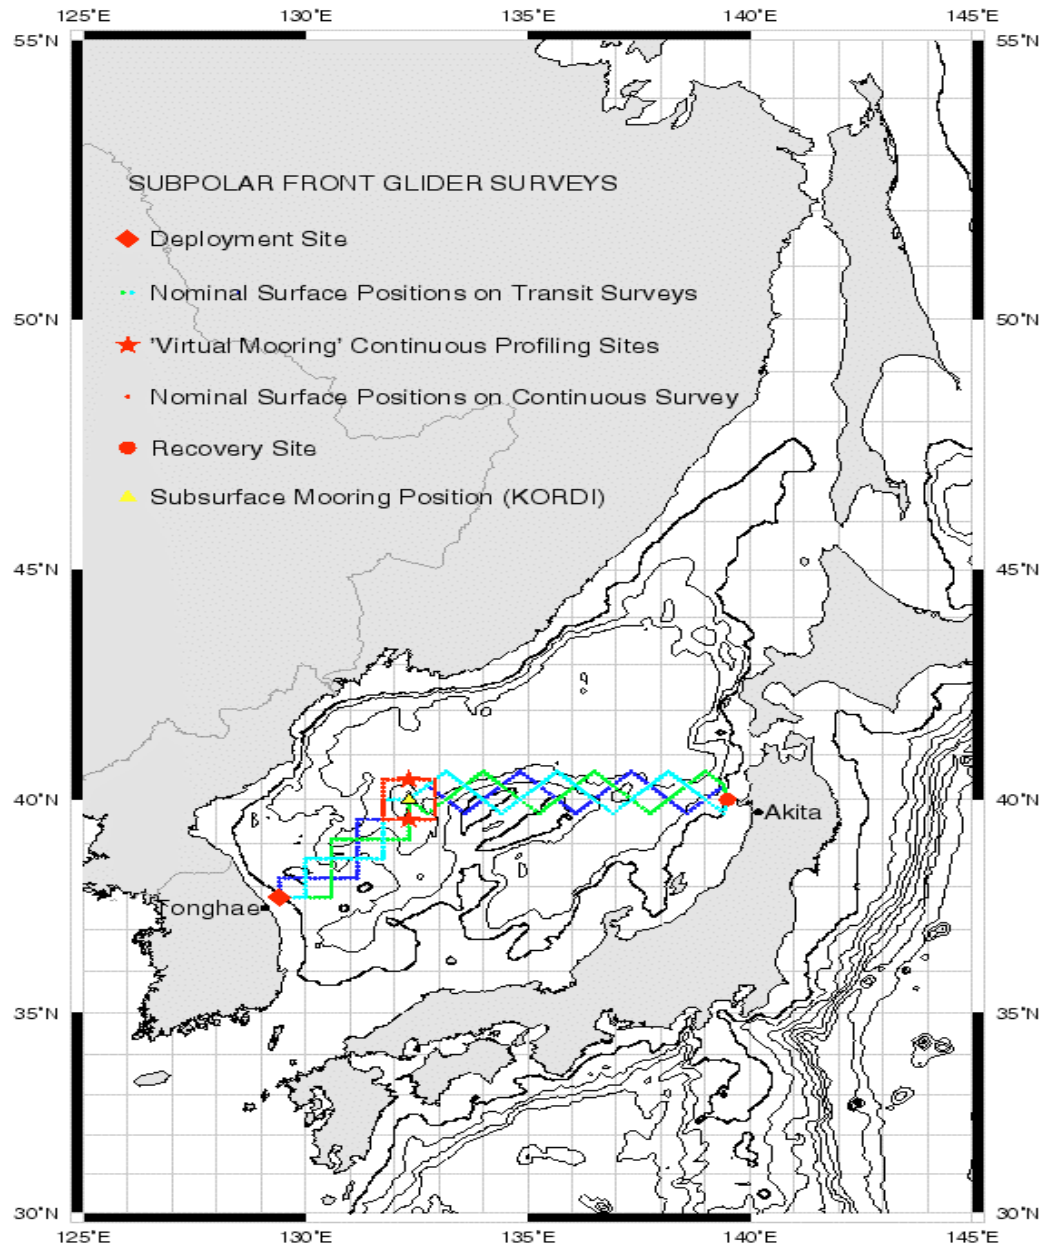 125°E 130°E 135°E 140°E 145°E
55°N 55°N
SUBPOLAR FRONT GLIDER SURVEYS
Deployment Site
Nominal Surface Positions on Transit Surveys
50°N 50°N
'Virtual Mooring' Continuous Profiling Sites
Nominal Surface Positions on Continuous Survey
Recovery Site
Subsurface Mooring Position (KORDI)
45°N 45°N
40°N 40°N
Akita
Tonghae
35°N 35°N
30°N 30°N
125°E 130°E 135°E 140°E 145°E